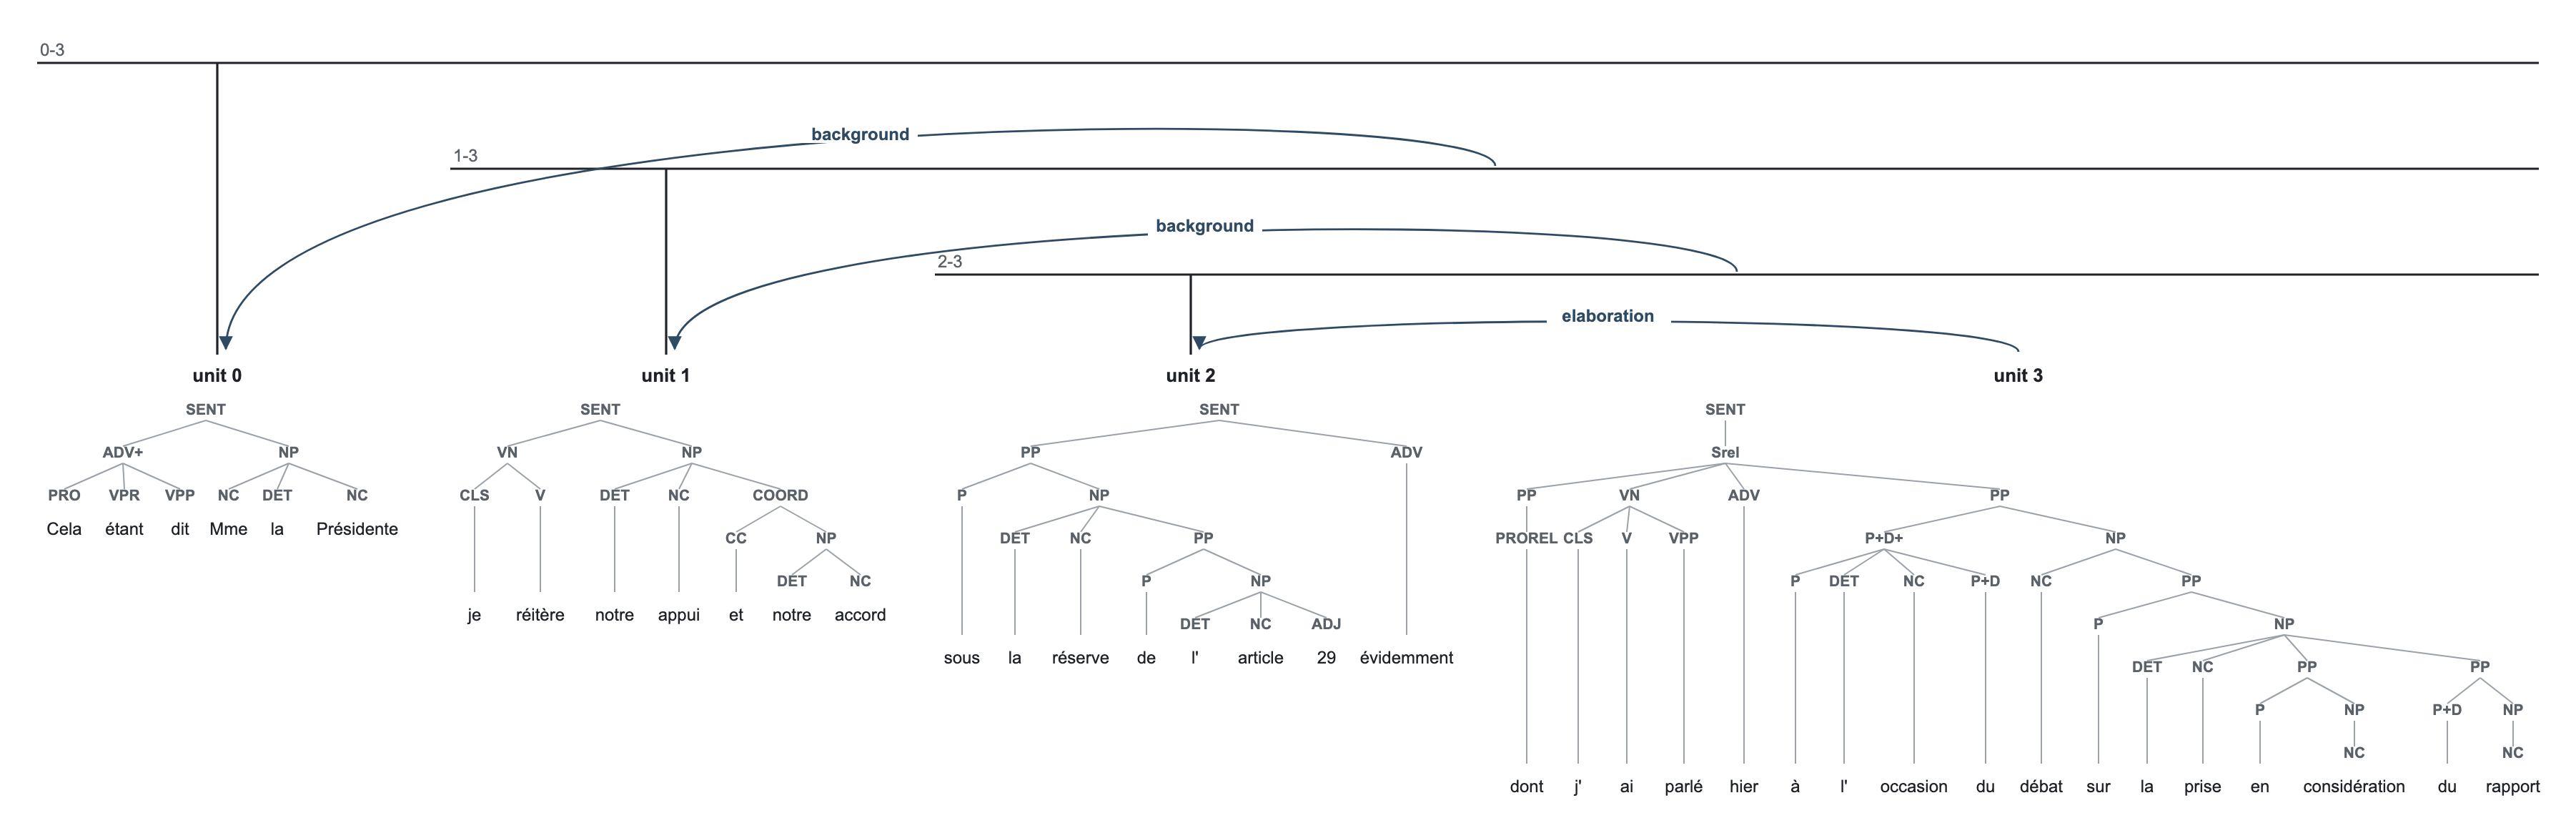 0-3
background
1-3
background
2-3
elaboration
unit 0 unit 1 unit 2 unit 3
SENT SENT SENT SENT
ADV+ NP VN NP PP ADV Srel
PRO VPR VPP NC DET NC CLS V DET NC COORD P NP PP VN ADV PP
Cela étant dit Mme la Présidente
CC NP DET NC PP PROREL CLS V VPP P+D+ NP
DET NC P NP P DET NC P+D NC PP
je réitère notre appui et notre accord
DET NC ADJ P NP
sous la réserve de l' article 29 évidemment
DET NC PP PP
P NP P+D NP
NC NC
dont j' ai parlé hier à l' occasion du débat sur la prise en considération du rapport